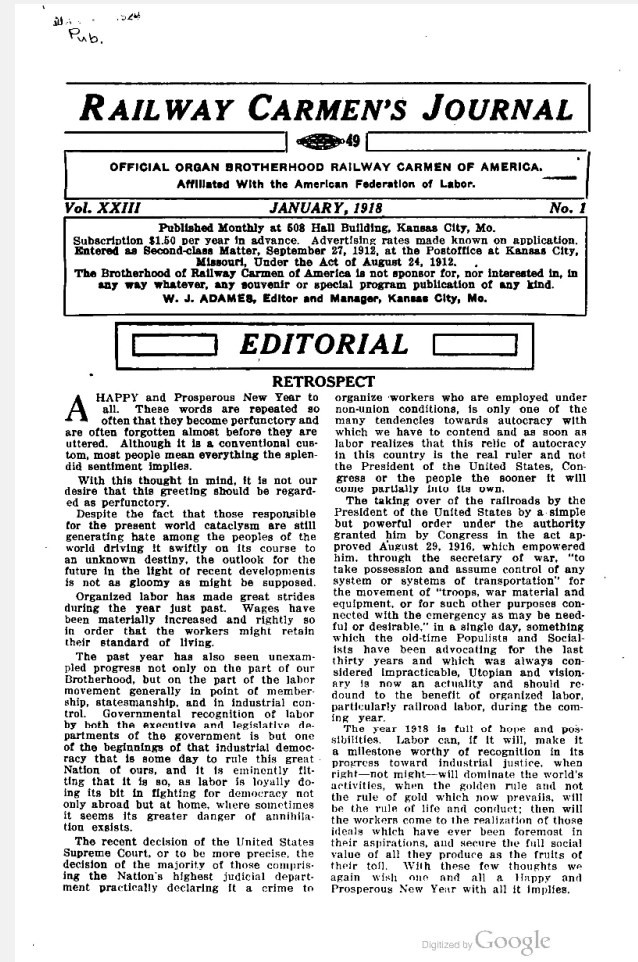 Pub.
RAILWAY CARMEN'S JOURNAL
49
OFFICIAL ORGAN BROTHERHOOD RAILWAY CARMEN OF AMERICA.
Affiliated With the American Federation of Labor.
Vol. XXIII JANUARY, 1918 No. 1
Published Monthly at 508 Hall Building, Kansas City, Mo.
Subscription $1.50 per year in advance. Advertising rates made known on application.
Entered as Second-class Matter, September 27, 1912, at the Postoffice at Kansas City,
Missouri, Under the Act of August 24, 1912.
The Brotherhood of Railway Carmen of America is not sponsor for, nor interested in, in
any way whatever, any souvenir or special program publication of any kind.
W. J. ADAMES, Editor and Manager, Kansas City, Mo.
EDITORIAL
RETROSPECT
A HAPPY and Prosperous New Year to
all. These words are repeated so
often that they become perfunctory and
are often forgotten almost before they are
uttered. Although it is a conventional cus-
tom, most people mean everything the splen-
did sentiment implies.
With this thought in mind, it is not our
desire that this greeting should be regard-
ed as perfunctory.
Despite the fact that those responsible
for the present world cataclysm are still
generating hate among the peoples of the
world driving it swiftly on its course to
an unknown destiny, the outlook for the
future in the light of recent developments
is not as gloomy as might be supposed.
Organized labor has made great strides
during the year just past. Wages have
been materially increased and rightly so
in order that the workers might retain
their standard of living.
The past year has also seen unexam-
pled progress not only on the part of our
Brotherhood, but on the part of the labor
movement generally in point of member-
ship, statesmanship, and in industrial con-
trol. Governmental recognition of labor
by both the executive and legislative de-
partments of the government is but one
of the beginnings of that industrial democ-
racy that is some day to rule this great
Nation of ours, and it is eminently fit-
ting that it is so, as labor is loyally do-
ing its bit in fighting for democracy not
only abroad but at home, where sometimes
it seems its greater danger of annihila-
tion exsists.
The recent decision of the United States
Supreme Court, or to be more precise, the
decision of the majority of those compris-
ing the Nation's highest judicial depart-
ment practically declaring it a crime to
organize workers who are employed under
non-union conditions, is only one of the
many tendencies towards autocracy with
which we have to contend and as soon as
labor realizes that this relic of autocracy
in this country is the real ruler and not
the President of the United States, Con-
gress or the people the sooner it will
come partially into its own.
The taking over of the railroads by the
President of the United States by a simple
but powerful order under the authority
granted him by Congress in the act ap-
proved August 29, 1916, which empowered
him, through the secretary of war, "to
take possession and assume control of any
system or systems of transportation" for
the movement of "troops, war material and
equipment, or for such other purposes con-
nected with the emergency as may be need-
ful or desirable," in a single day, something
which the old-time Populists and Social-
ists have been advocating for the last
thirty years and which was always con-
sidered impracticable, Utopian and vision-
ary is now an actuality and should re-
dound to the benefit of organized labor,
particularly railroad labor, during the com-
ing year.
The year 1918 is full of hope and pos-
sibilities. Labor can, if it will, make it
a milestone worthy of recognition in its
progress toward industrial justice, when
right—not might—will dominate the world's
activities, when the golden rule and not
the rule of gold which now prevails, will
be the rule of life and conduct; then will
the workers come to the realization of those
ideals which have ever been foremost in
their aspirations, and secure the full social
value of all they produce as the fruits of
their toil. With these few thoughts we
again wish one and all a Happy and
Prosperous New Year with all it implies.
Digitized by Google